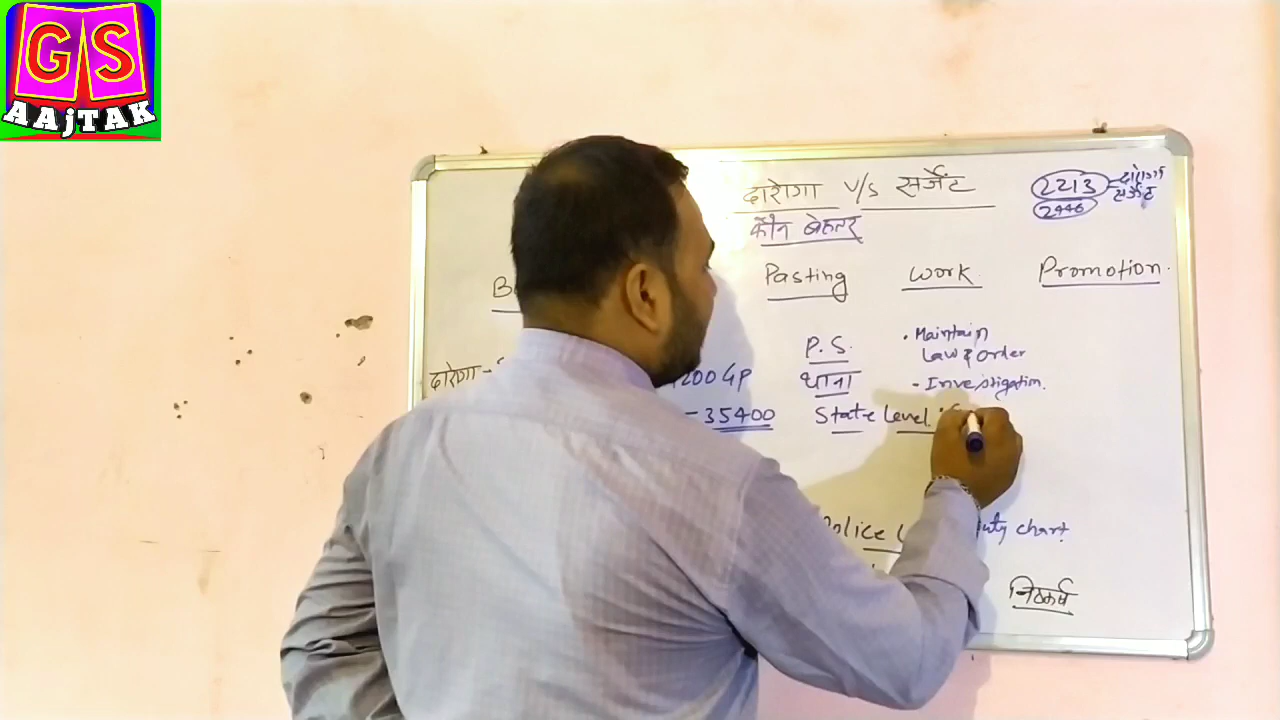 GS
AAjTAK
दारोगा v/s सर्जेंट
कौन बेहतर
2213
2446
सर्जेंट
Pasting
Work
Promotion.
दारोगा
P.S.
थाना
State Level.
200 GP
- 35400
• Maintain
Law & Order
- Investigation.
Police
duty chart
निष्कर्ष